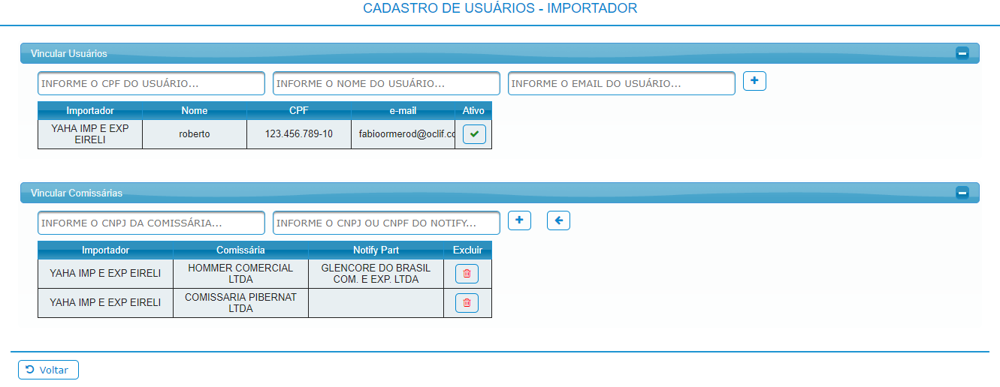 CADASTRO DE USUÁRIOS - IMPORTADOR
Vincular Usuários
INFORME O CPF DO USUÁRIO...
INFORME O NOME DO USUÁRIO...
INFORME O EMAIL DO USUÁRIO...
Importador Nome CPF e-mail Ativo
YAHA IMP E EXP
EIRELI
roberto
123.456.789-10
fabioormerod@oclif.co
Vincular Comissárias
INFORME O CNPJ DA COMISSÁRIA...
INFORME O CNPJ OU CNPF DO NOTIFY...
Importador Comissária Notify Part Excluir
YAHA IMP E EXP EIRELI
HOMMER COMERCIAL
LTDA
GLENCORE DO BRASIL
COM. E EXP. LTDA
YAHA IMP E EXP EIRELI
COMISSARIA PIBERNAT
LTDA
Voltar